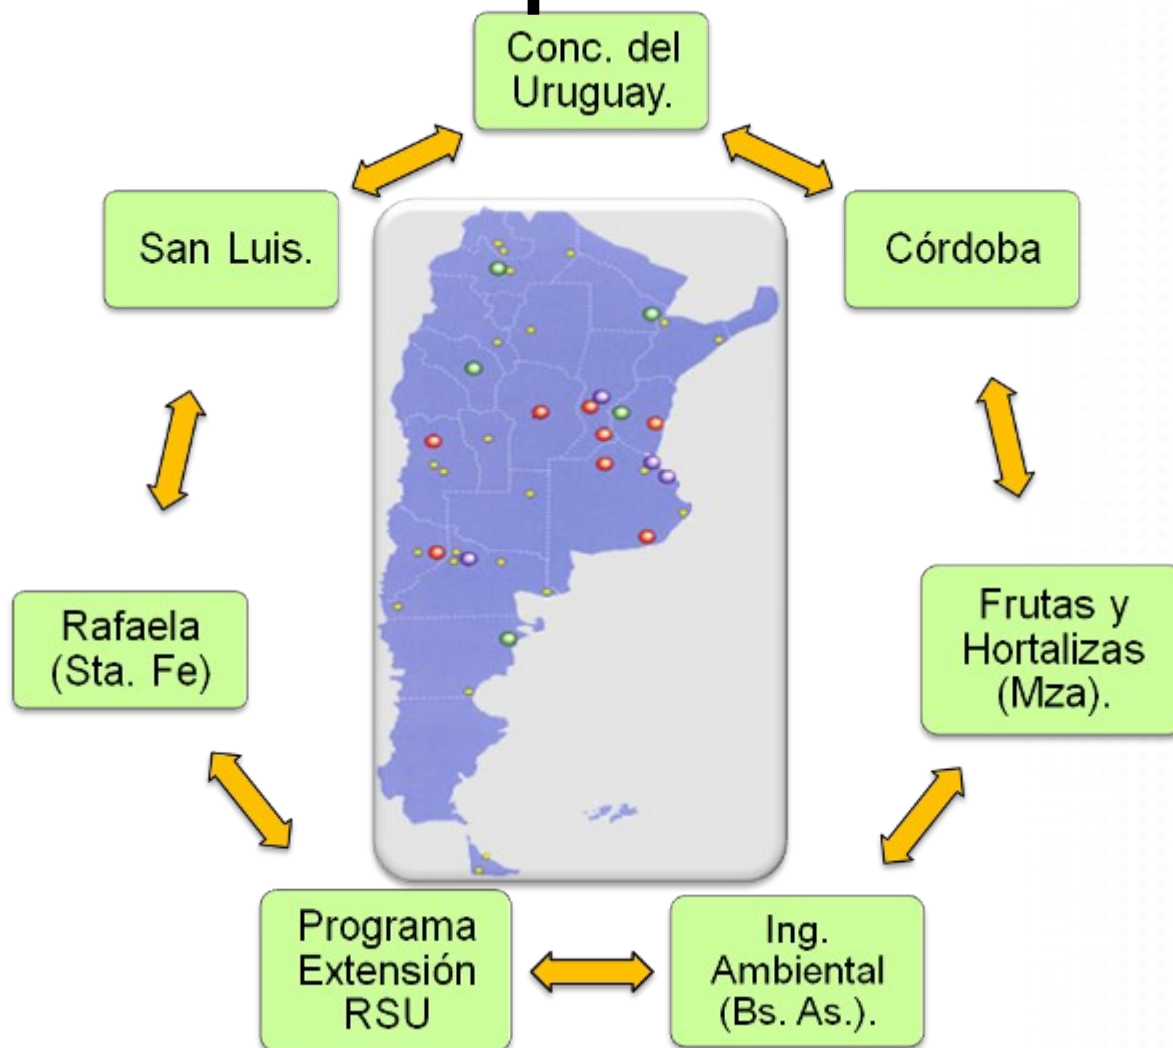 Conc. del
Uruguay.
San Luis.
Córdoba
Rafaela
(Sta. Fe)
Frutas y
Hortalizas
(Mza).
Programa
Extensión
RSU
Ing.
Ambiental
(Bs. As.).